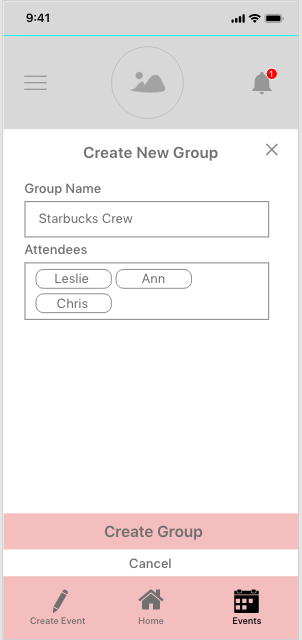 9:41
1
Create New Group
Group Name
Starbucks Crew
Attendees
Leslie Ann
Chris
Create Group
Cancel
Create Event Home Events